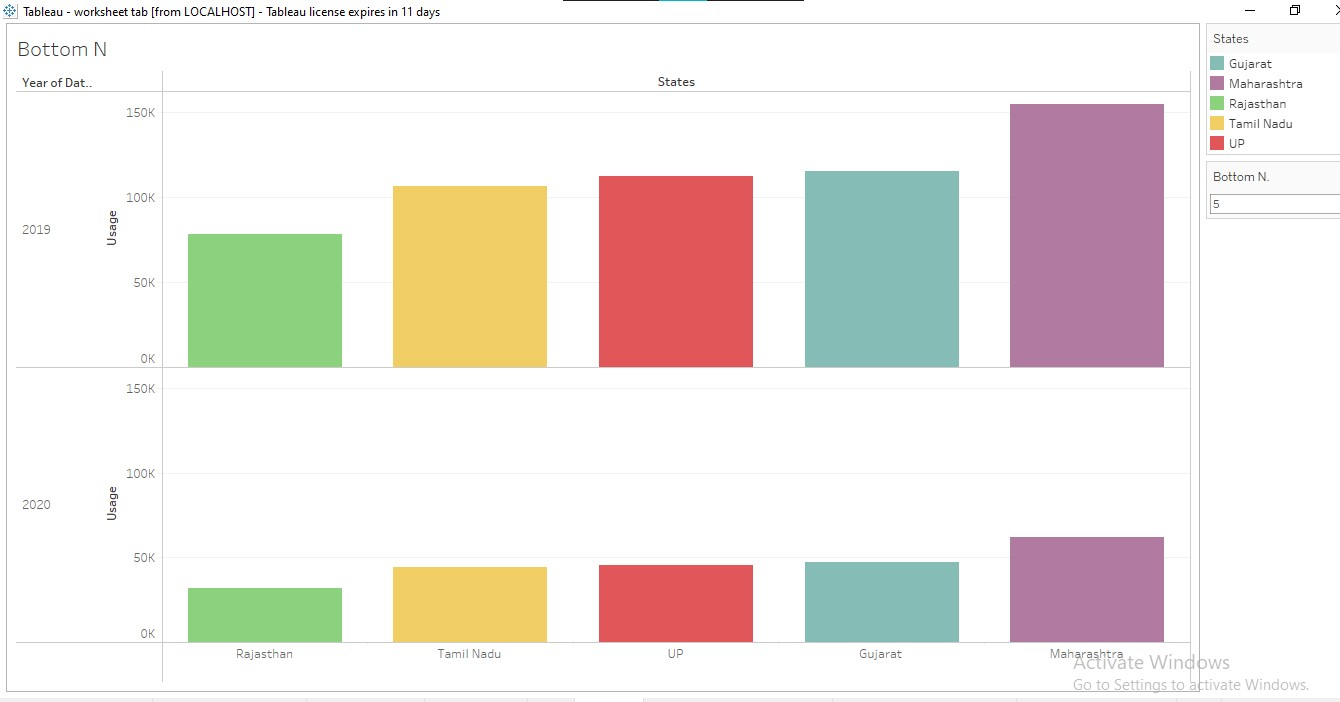 Tableau - worksheet tab [from LOCALHOST] - Tableau license expires in 11 days
Bottom N
Year of Dat..
States
150K
100K
2019
Usage
50K
0K
150K
100K
2020
Usage
50K
0K
Rajasthan
Tamil Nadu
UP
Gujarat
Maharashtra
States
Gujarat
Maharashtra
Rajasthan
Tamil Nadu
UP
Bottom N.
5
Activate Windows
Go to Settings to activate Windows.